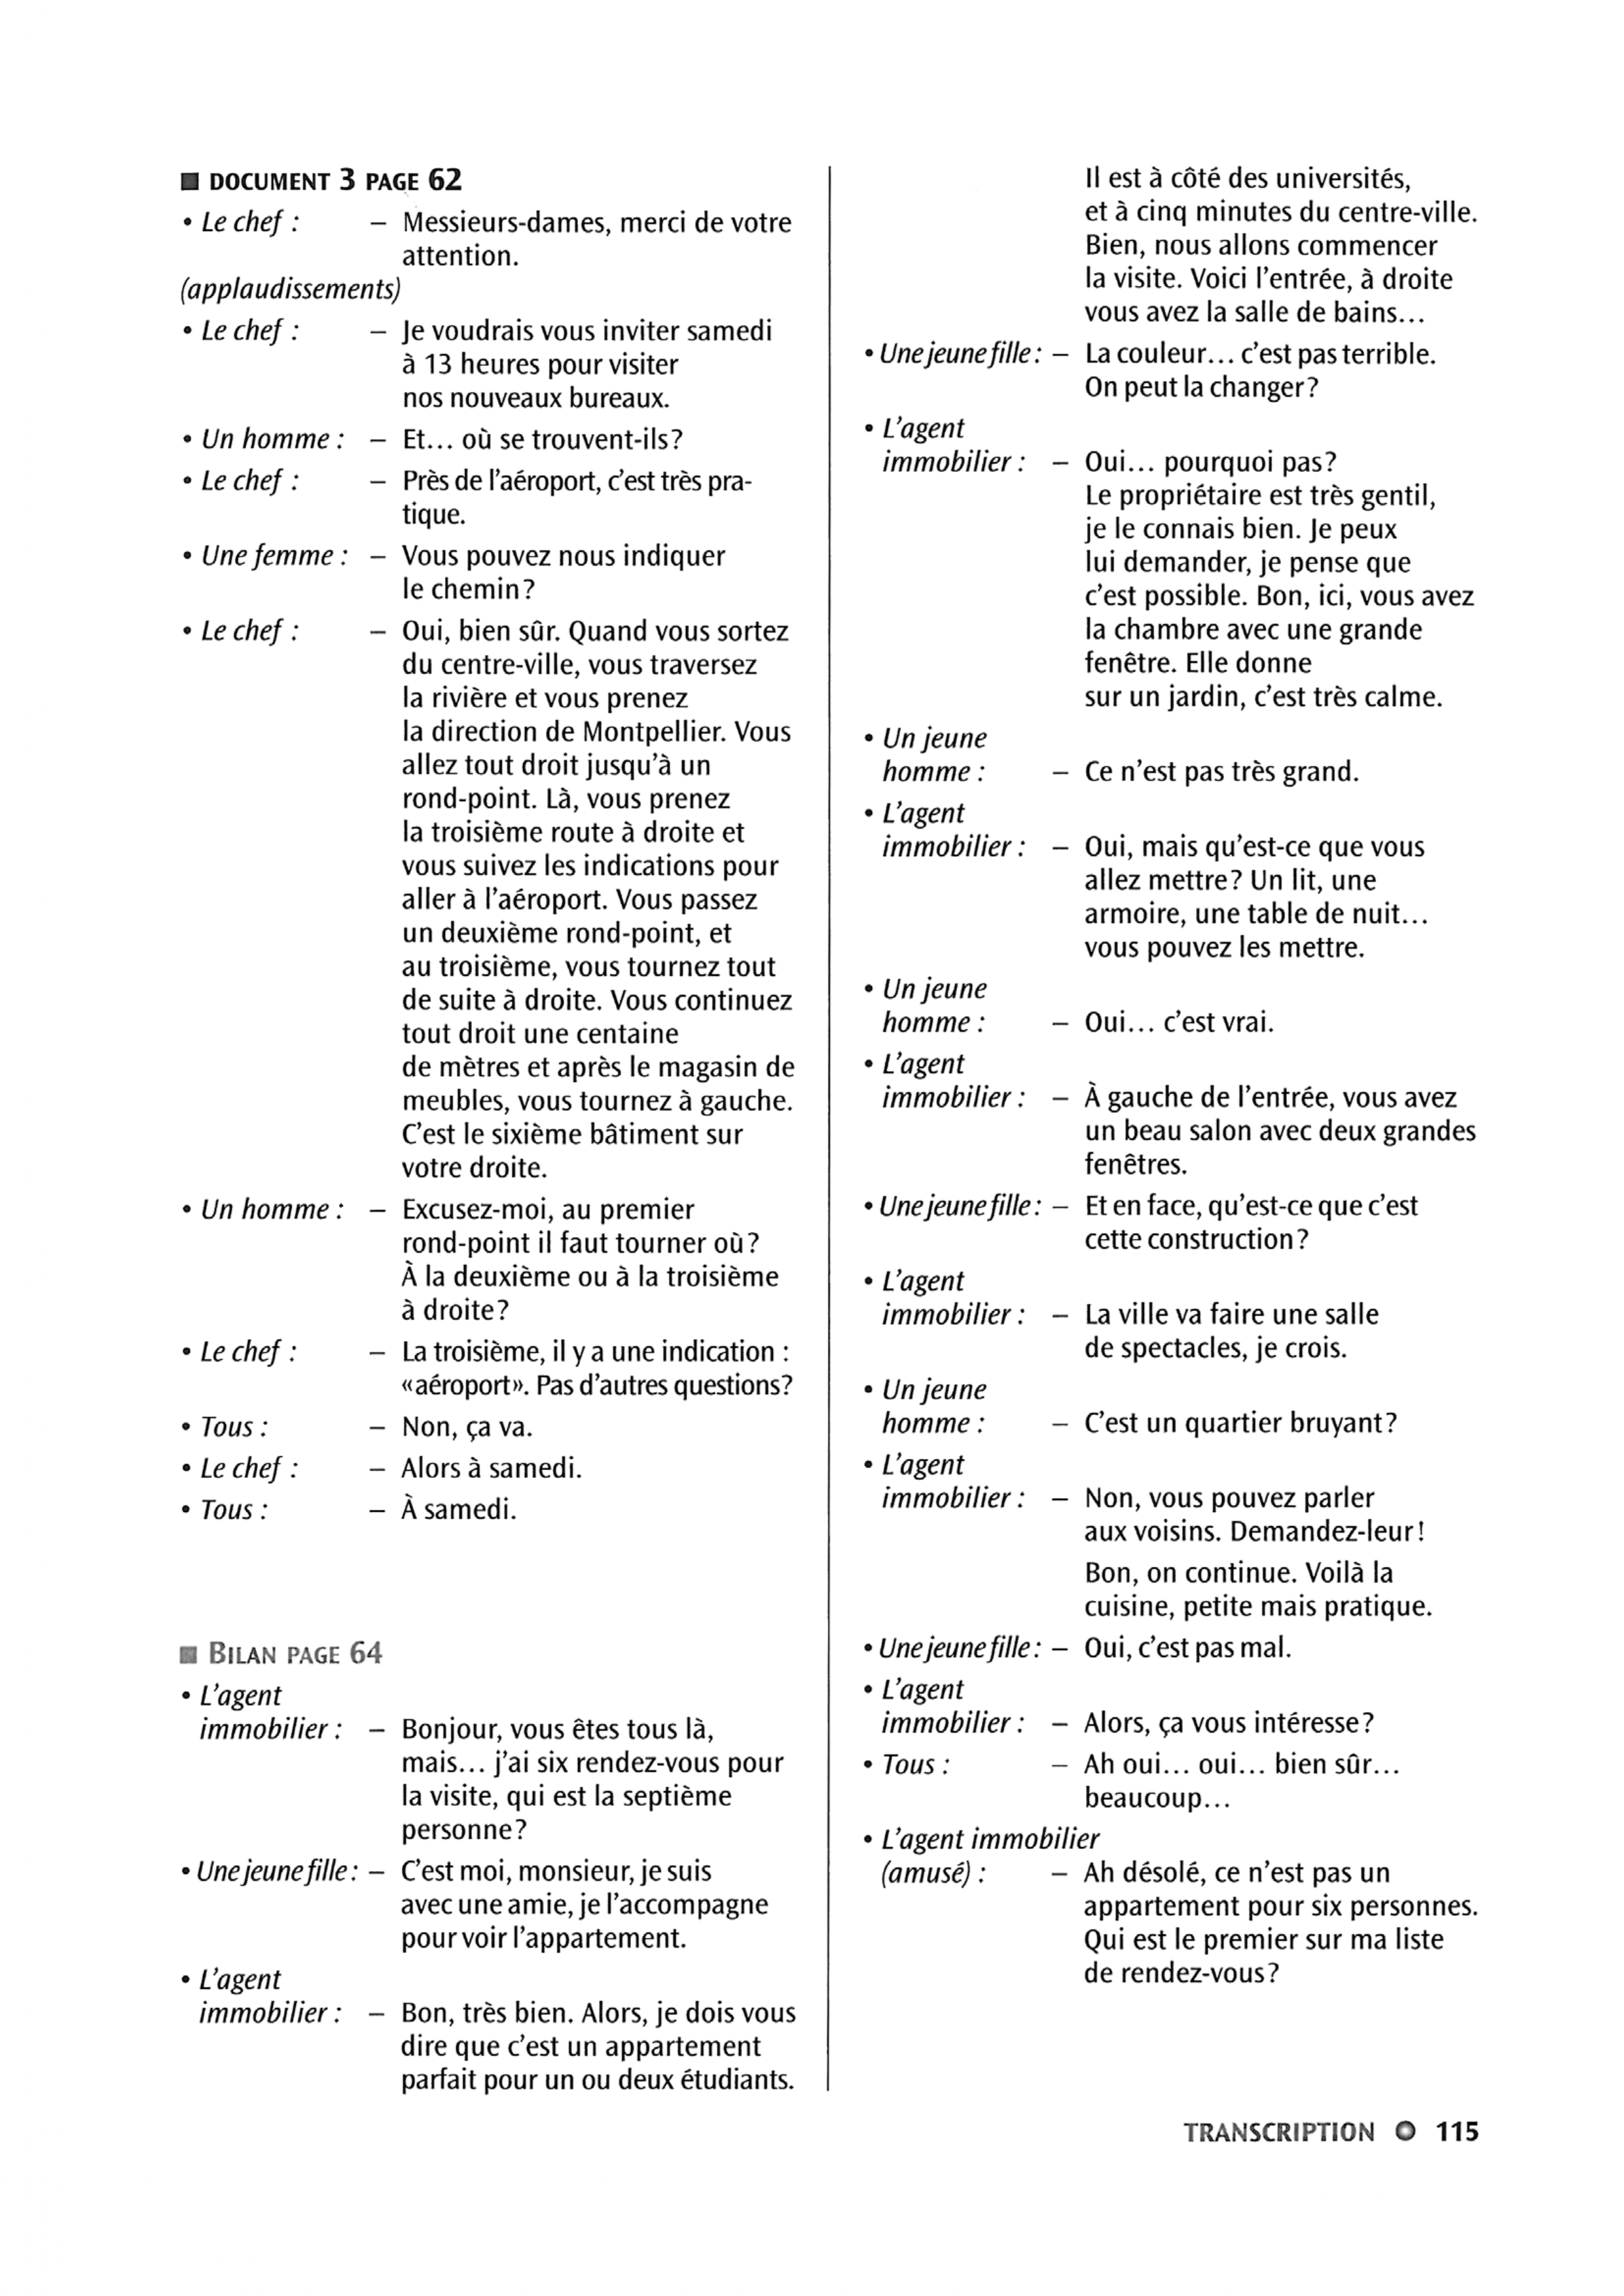 ■ DOCUMENT 3 PAGE 62
• Le chef : – Messieurs-dames, merci de votre
attention.
(applaudissements)
• Le chef : – Je voudrais vous inviter samedi
à 13 heures pour visiter
nos nouveaux bureaux.
• Un homme : – Et… où se trouvent-ils?
• Le chef : – Près de l’aéroport, c’est très pra-
tique.
• Une femme : – Vous pouvez nous indiquer
le chemin?
• Le chef : – Oui, bien sûr. Quand vous sortez
du centre-ville, vous traversez
la rivière et vous prenez
la direction de Montpellier. Vous
allez tout droit jusqu’à un
rond-point. Là, vous prenez
la troisième route à droite et
vous suivez les indications pour
aller à l’aéroport. Vous passez
un deuxième rond-point, et
au troisième, vous tournez tout
de suite à droite. Vous continuez
tout droit une centaine
de mètres et après le magasin de
meubles, vous tournez à gauche.
C’est le sixième bâtiment sur
votre droite.
• Un homme : – Excusez-moi, au premier
rond-point il faut tourner où?
À la deuxième ou à la troisième
à droite?
• Le chef : – La troisième, il y a une indication :
«aéroport». Pas d’autres questions?
• Tous : – Non, ça va.
• Le chef : – Alors à samedi.
• Tous : – À samedi.
■ BILAN PAGE 64
• L’agent
immobilier : – Bonjour, vous êtes tous là,
mais… j’ai six rendez-vous pour
la visite, qui est la septième
personne?
• Une jeune fille : – C’est moi, monsieur, je suis
avec une amie, je l’accompagne
pour voir l’appartement.
• L’agent
immobilier : – Bon, très bien. Alors, je dois vous
dire que c’est un appartement
parfait pour un ou deux étudiants.
Il est à côté des universités,
et à cinq minutes du centre-ville.
Bien, nous allons commencer
la visite. Voici l’entrée, à droite
vous avez la salle de bains…
• Une jeune fille : – La couleur… c’est pas terrible.
On peut la changer?
• L’agent
immobilier : – Oui… pourquoi pas?
Le propriétaire est très gentil,
je le connais bien. Je peux
lui demander, je pense que
c’est possible. Bon, ici, vous avez
la chambre avec une grande
fenêtre. Elle donne
sur un jardin, c’est très calme.
• Un jeune
homme : – Ce n’est pas très grand.
• L’agent
immobilier : – Oui, mais qu’est-ce que vous
allez mettre? Un lit, une
armoire, une table de nuit…
vous pouvez les mettre.
• Un jeune
homme : – Oui… c’est vrai.
• L’agent
immobilier : – À gauche de l’entrée, vous avez
un beau salon avec deux grandes
fenêtres.
• Une jeune fille : – Et en face, qu’est-ce que c’est
cette construction?
• L’agent
immobilier : – La ville va faire une salle
de spectacles, je crois.
• Un jeune
homme : – C’est un quartier bruyant?
• L’agent
immobilier : – Non, vous pouvez parler
aux voisins. Demandez-leur!
Bon, on continue. Voilà la
cuisine, petite mais pratique.
• Une jeune fille : – Oui, c’est pas mal.
• L’agent
immobilier : – Alors, ça vous intéresse?
• Tous : – Ah oui… oui… bien sûr…
beaucoup…
• L’agent immobilier
(amusé) : – Ah désolé, ce n’est pas un
appartement pour six personnes.
Qui est le premier sur ma liste
de rendez-vous?
TRANSCRIPTION 115